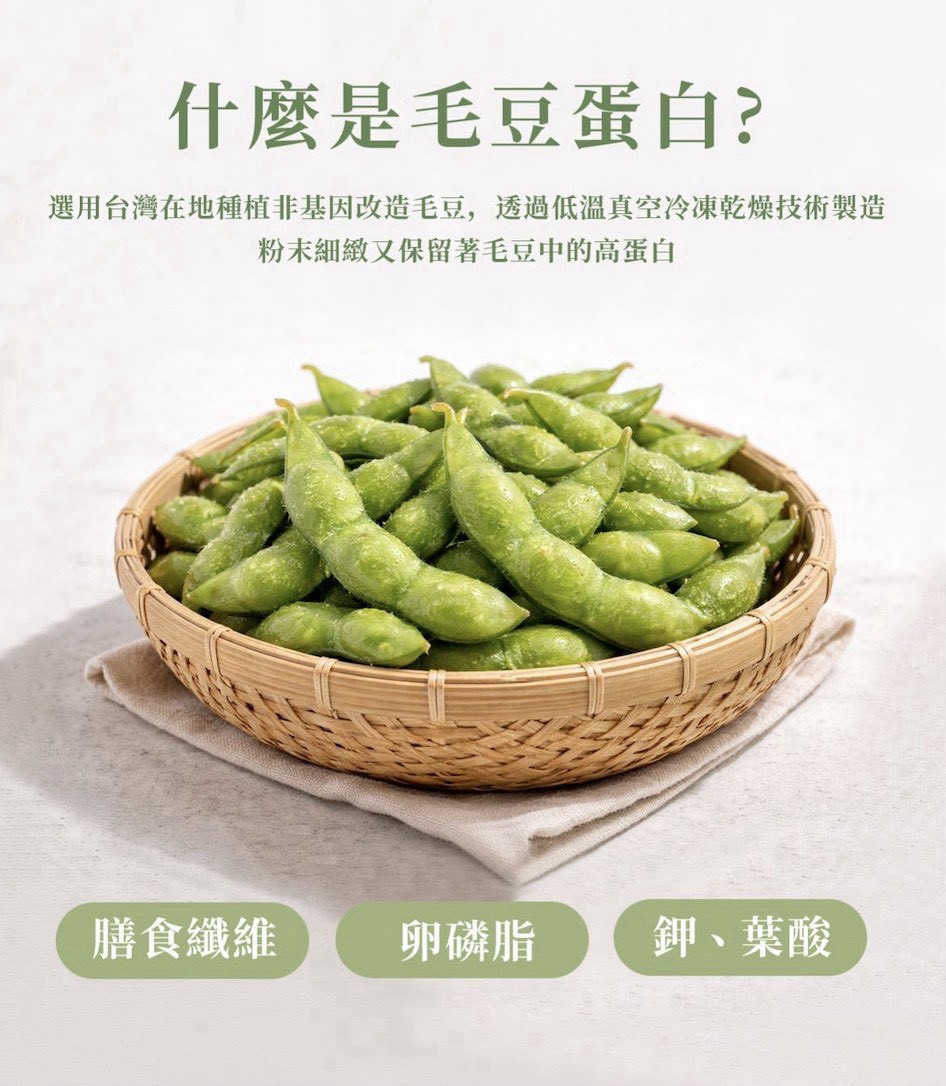 什麼是毛豆蛋白?
選用台灣在地種植非基因改造毛豆，透過低溫真空冷凍乾燥技術製造
粉末細緻又保留著毛豆中的高蛋白
膳食纖維
卵磷脂
鉀、葉酸